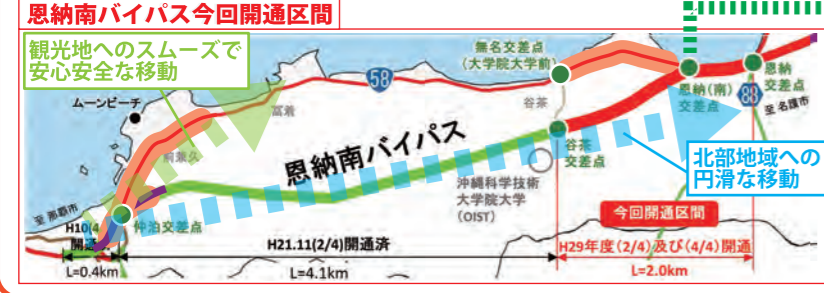 恩納南バイパス今回開通区間
観光地へのスムーズで
安心安全な移動
無名交差点
(大学院大学前)
58
恩納
交差点
恩納(南)
交差点
88
至 名護市
ムーンビーチ
冨着
谷茶
前兼久
恩納南バイパス
谷茶
交差点
北部地域への
円滑な移動
沖縄科学技術
大学院大学
(OIST)
至 那覇市
仲泊交差点
今回開通区間
H10(4
開通
H21.11(2/4)開通済
H29年度(2/4)及び(4/4)開通
L=0.4km
L=4.1km
L=2.0km